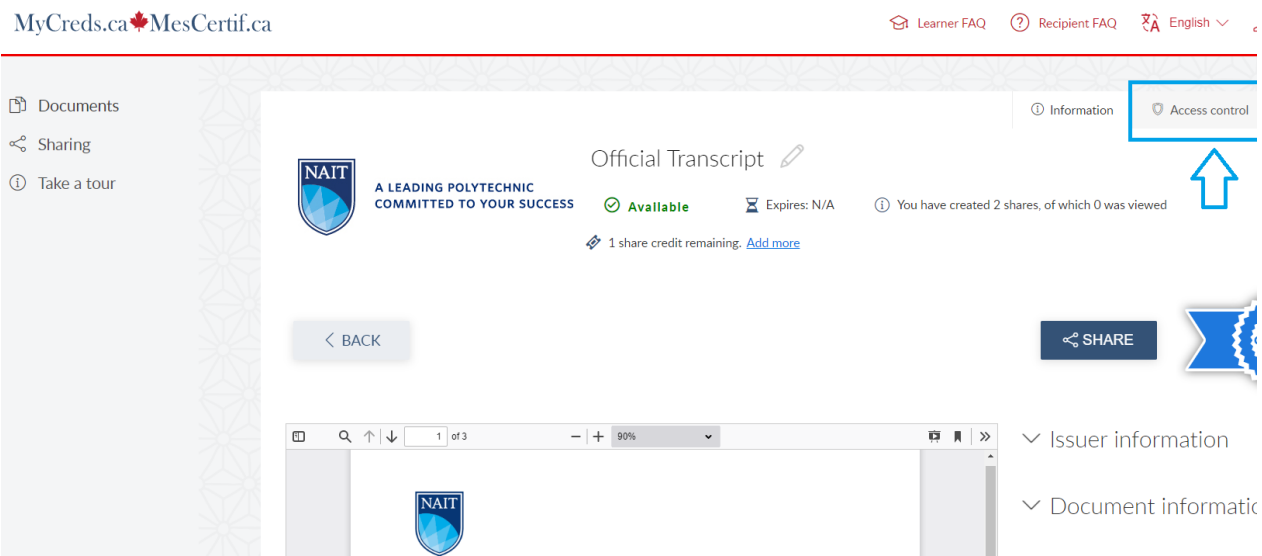 MyCreds.ca MesCertif.ca
Learner FAQ
Recipient FAQ
English
Documents
Sharing
Take a tour
Information
Access control
NAIT
A LEADING POLYTECHNIC
COMMITTED TO YOUR SUCCESS
Official Transcript
Available
Expires: N/A
You have created 2 shares, of which 0 was viewed
1 share credit remaining. Add more
BACK
SHARE
1 of 3
90%
Issuer information
NAIT
Document informatio